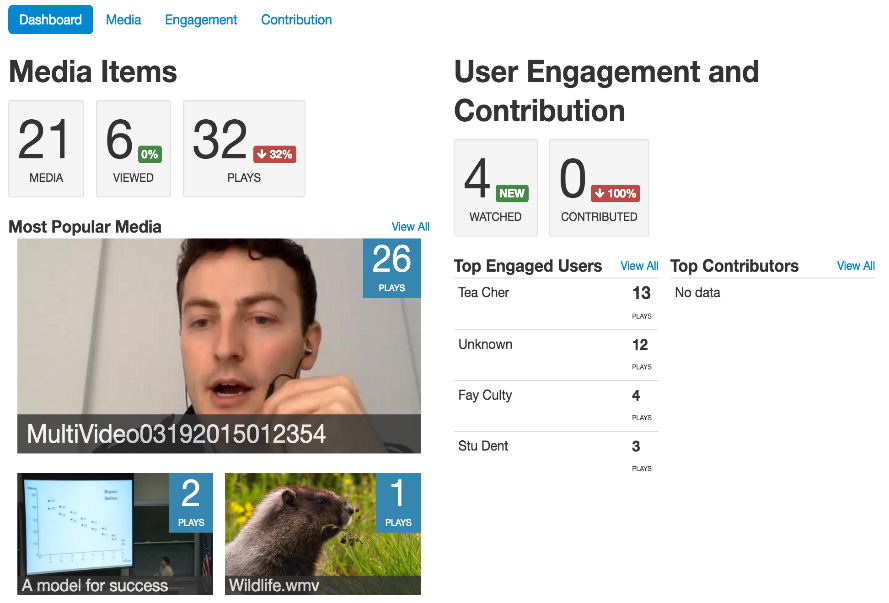 Dashboard Media Engagement Contribution
Media Items
21
MEDIA
6 0%
VIEWED
32 32%
PLAYS
Most Popular Media View All
26
PLAYS
MultiVideo03192015012354
2
PLAYS
A model for success
1
PLAYS
Wildlife.wmv
User Engagement and
Contribution
4 NEW
WATCHED
0 100%
CONTRIBUTED
Top Engaged Users View All
Tea Cher 13
PLAYS
Unknown 12
PLAYS
Fay Culty 4
PLAYS
Stu Dent 3
PLAYS
Top Contributors View All
No data